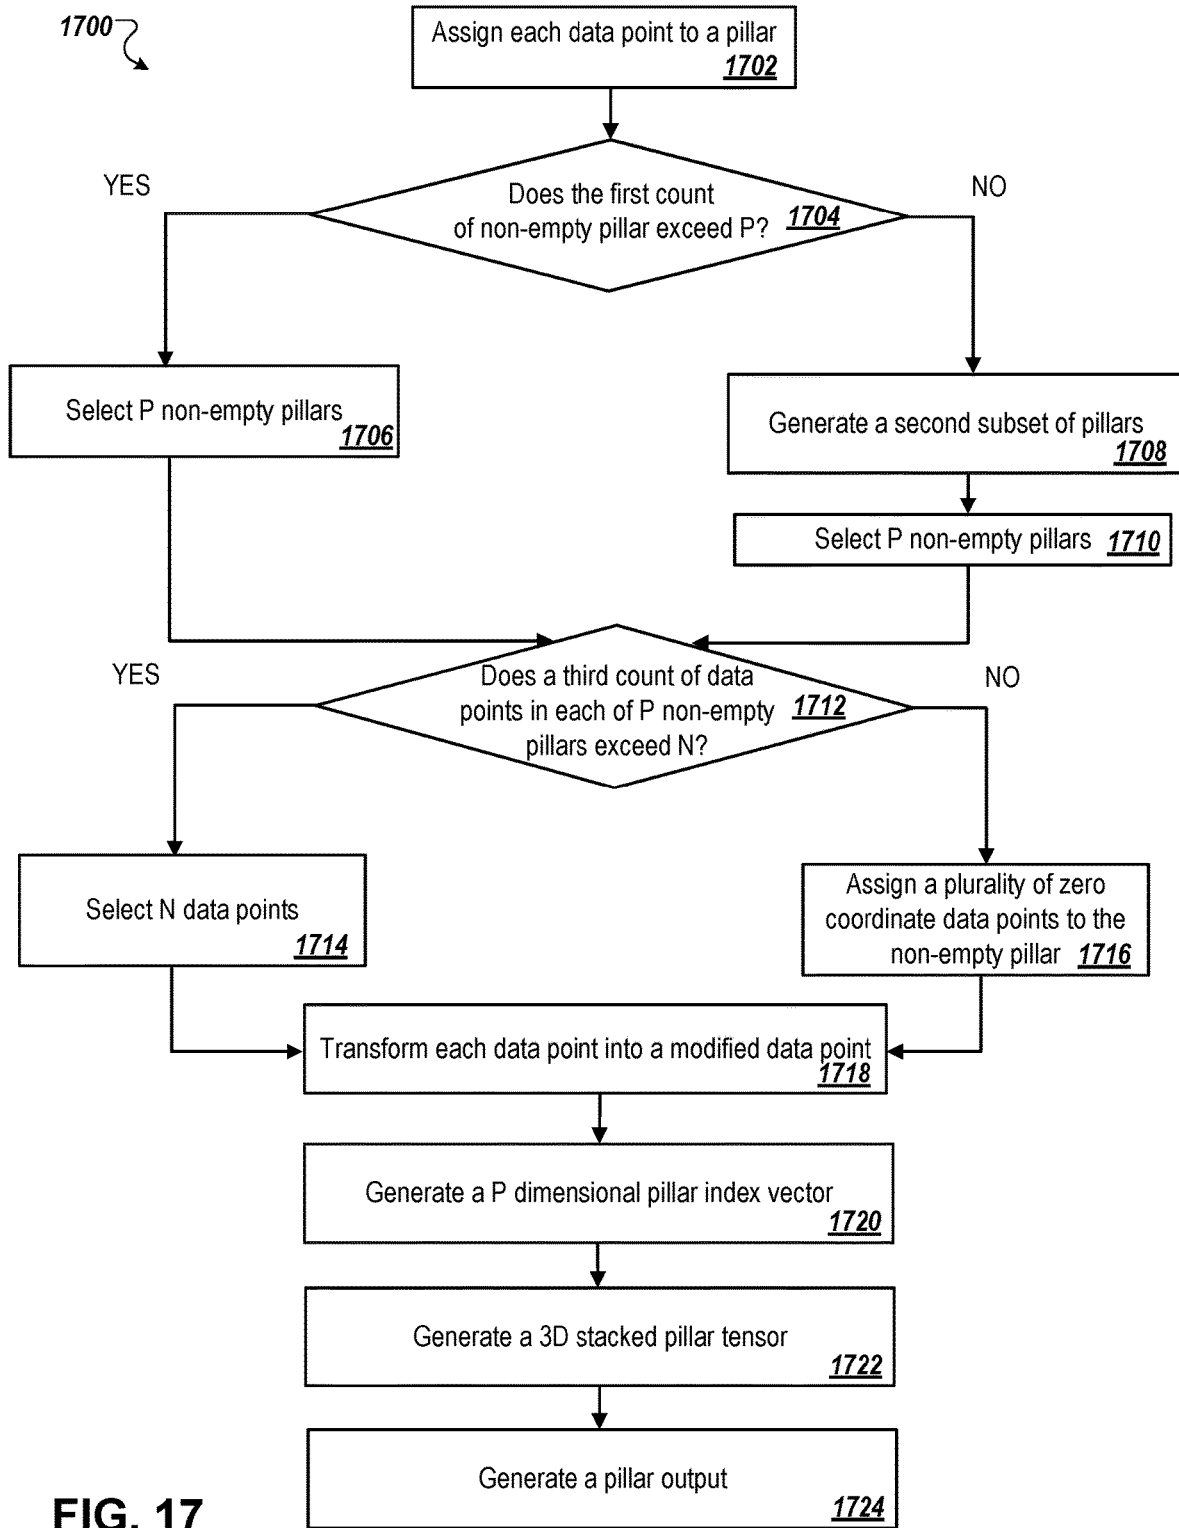 1700
Assign each data point to a pillar
1702
YES
NO
Does the first count
of non-empty pillar exceed P?
1704
Select P non-empty pillars
1706
Generate a second subset of pillars
1708
Select P non-empty pillars 1710
YES
NO
Does a third count of data
points in each of P non-empty
pillars exceed N?
1712
Select N data points
1714
Assign a plurality of zero
coordinate data points to the
non-empty pillar 1716
Transform each data point into a modified data point
1718
Generate a P dimensional pillar index vector
1720
Generate a 3D stacked pillar tensor
1722
Generate a pillar output
1724
FIG. 17